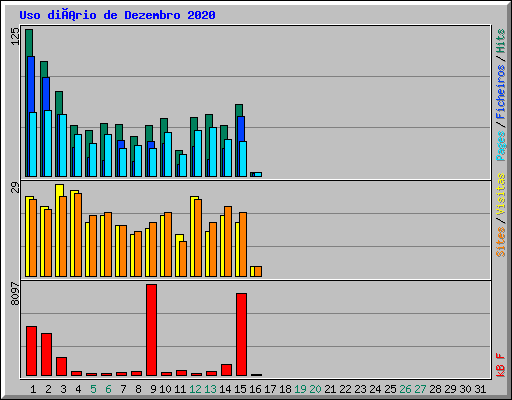 Uso diÃ¡rio de Dezembro 2020
125
29
8097
Pages / Ficheiros / Hits
Sites / Visitas
kB F
1 2 3 4 5 6 7 8 9 10 11 12 13 14 15 16 17 18 19 20 21 22 23 24 25 26 27 28 29 30 31